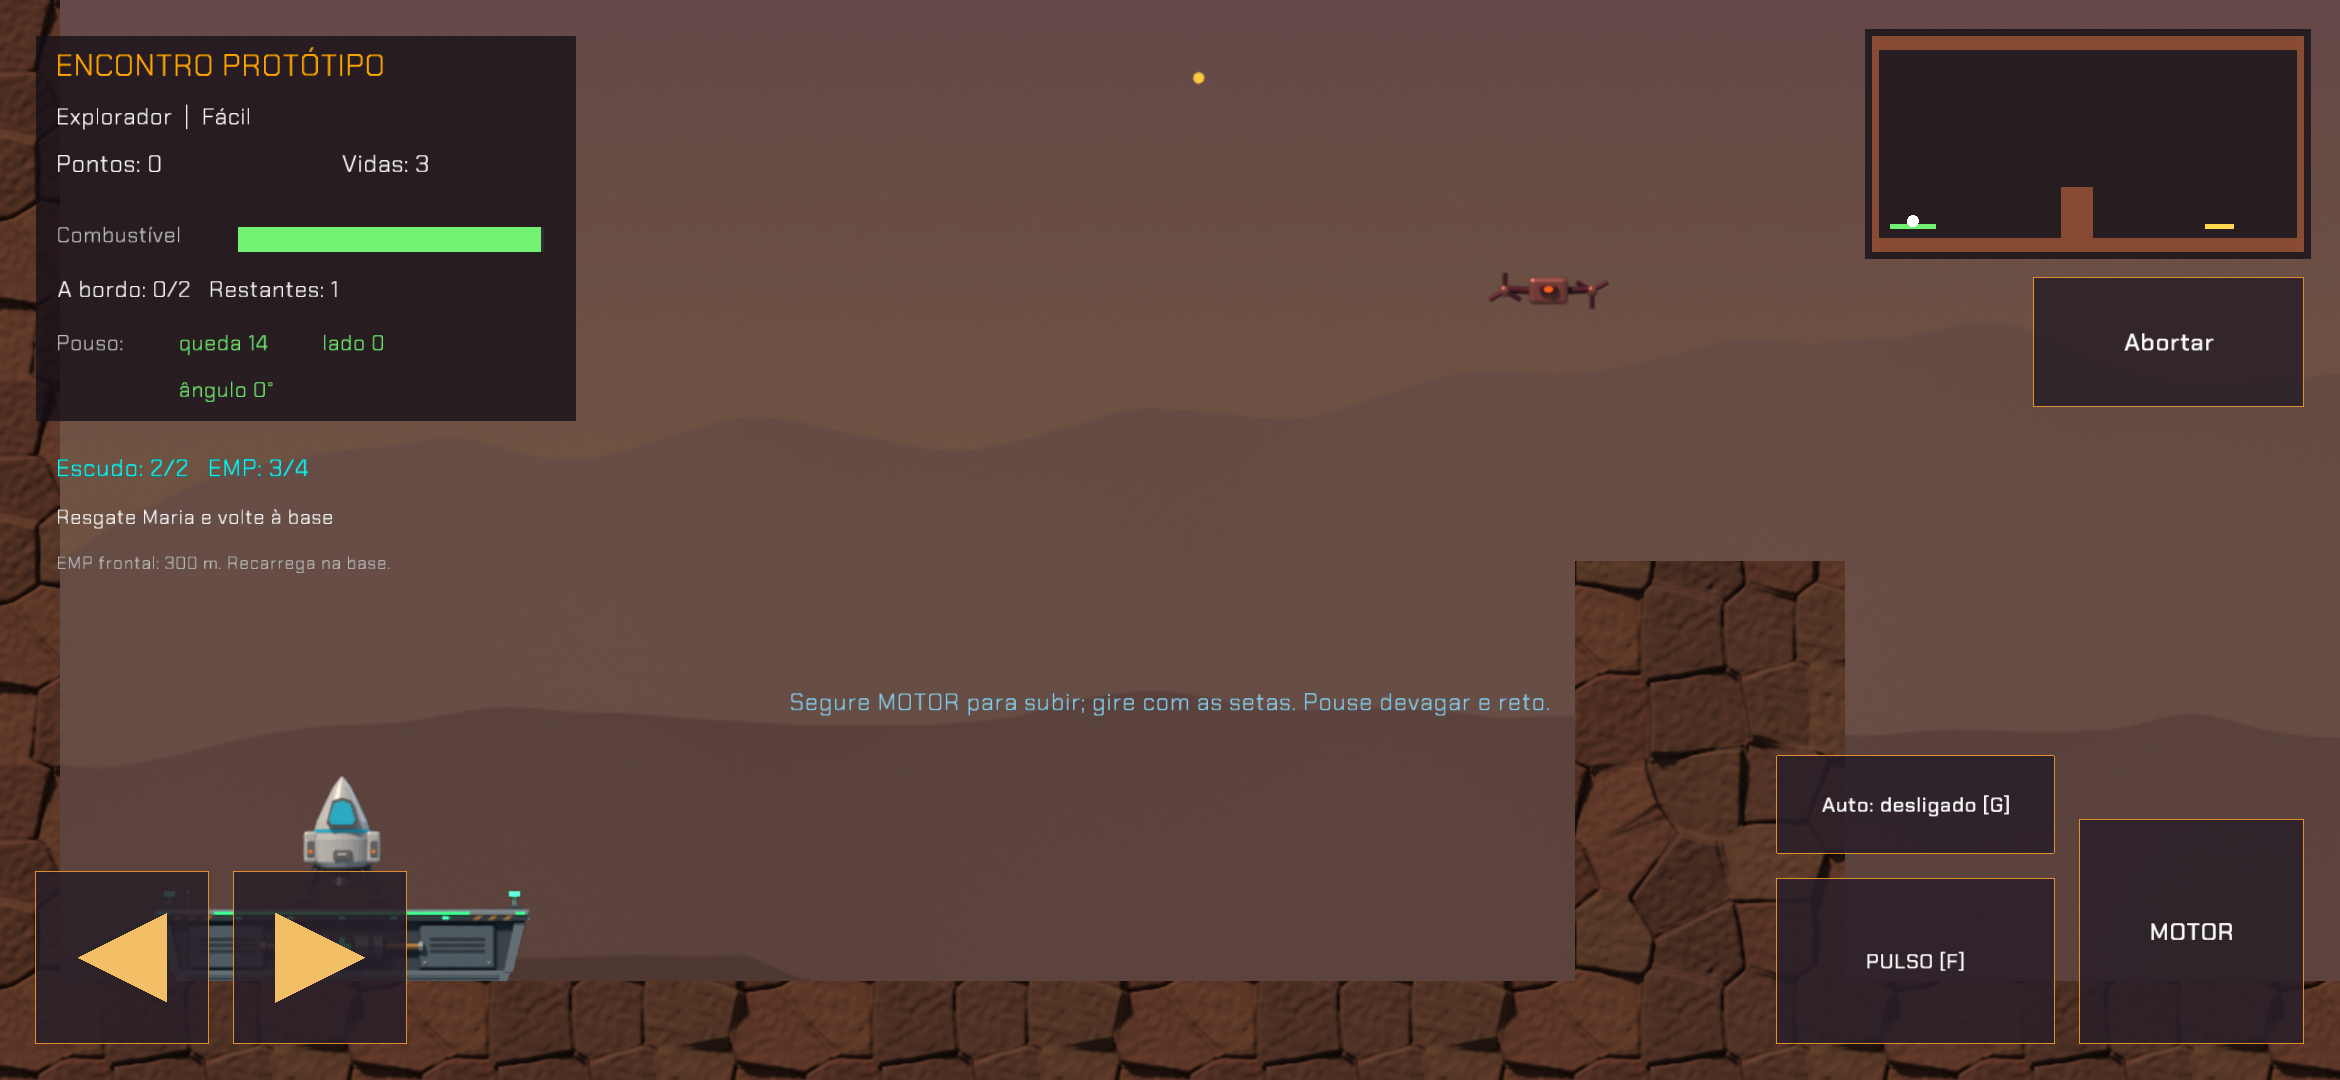 ENCONTRO PROTÓTIPO
Explorador | Fácil
Pontos: 0 Vidas: 3
Combustível
A bordo: 0/2 Restantes: 1
Pouso: queda 14 lado 0
ângulo 0°
Escudo: 2/2 EMP: 3/4
Resgate Maria e volte à base
EMP frontal: 300 m. Recarrega na base.
Abortar
Segure MOTOR para subir; gire com as setas. Pouse devagar e reto.
Auto: desligado [G]
MOTOR
PULSO [F]